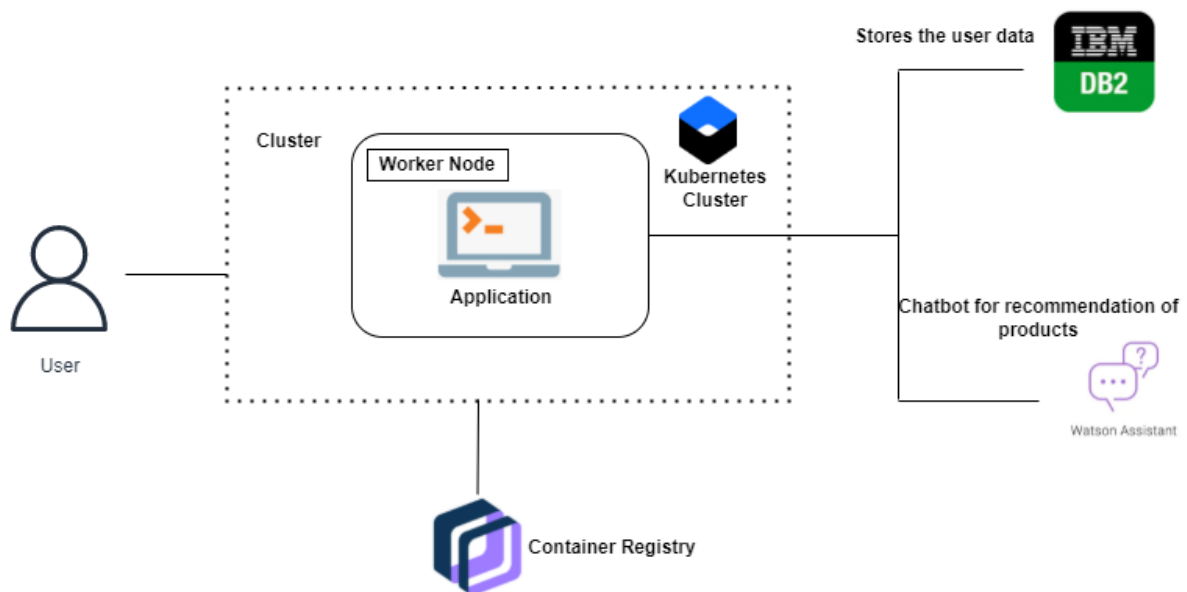 Stores the user data
IBM
DB2
Cluster
Worker Node
Kubernetes
Cluster
Application
User
Chatbot for recommendation of
products
?
Watson Assistant
Container Registry